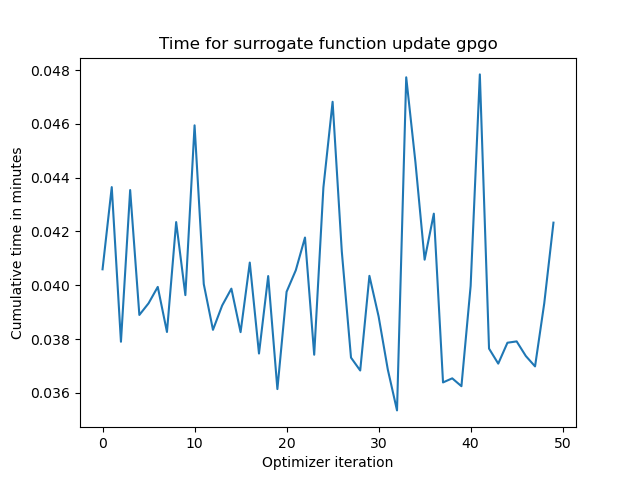 Time for surrogate function update gpgo
0.048
0.046
0.044
0.042
0.040
0.038
0.036
Cumulative time in minutes
0 10 20 30 40 50
Optimizer iteration